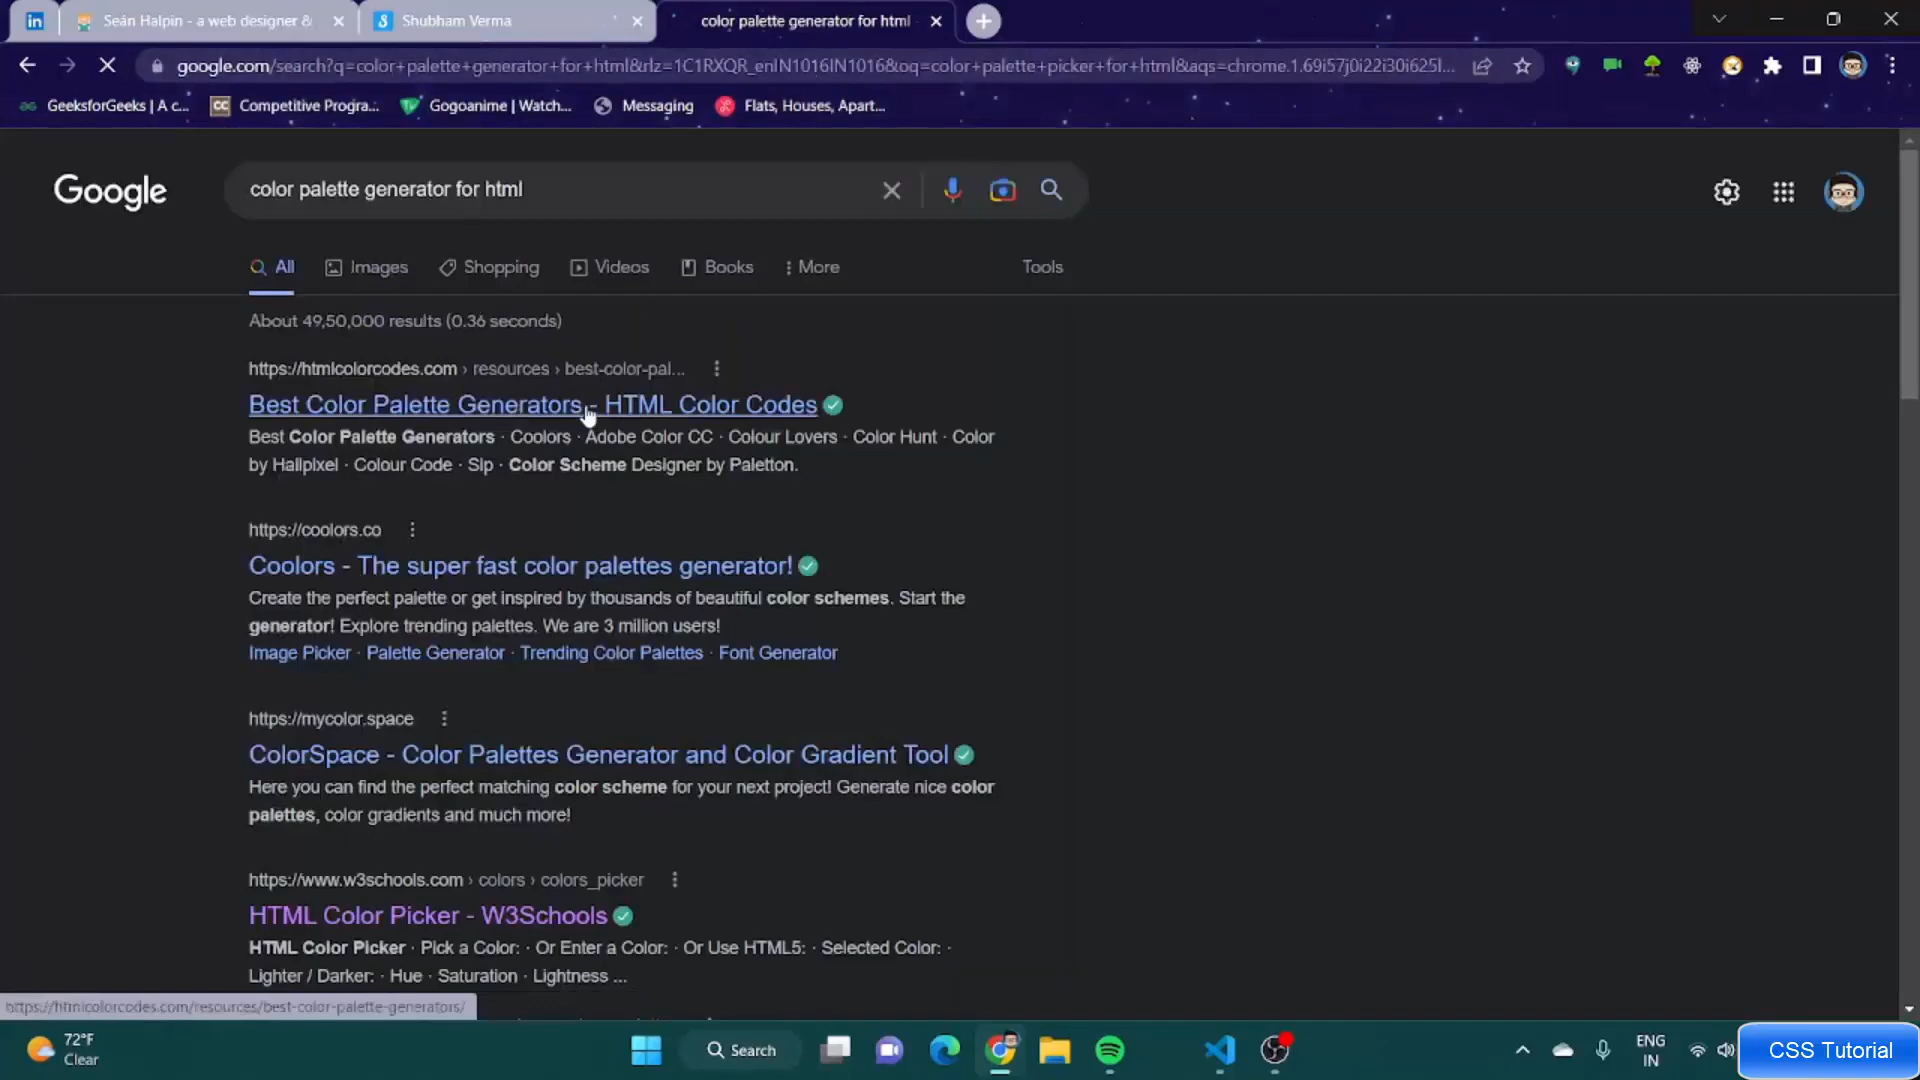 Seán Halpin - a web designer &
Shubham Verma
color palette generator for html
google.com/search?q=color+palette+generator+for+html&rlz=1C1RXQR_enIN1016IN1016&oq=color+palette+picker+for+html&aqs=chrome.1.69i57j0i22i30i625l...
GeeksforGeeks | A c...
Competitive Progra...
Gogoanime | Watch...
Messaging
Flats, Houses, Apart...
Google
color palette generator for html
All
Images
Shopping
Videos
Books
More
Tools
About 49,50,000 results (0.36 seconds)
https://htmlcolorcodes.com › resources › best-color-pal...
Best Color Palette Generators - HTML Color Codes
Best Color Palette Generators · Coolors · Adobe Color CC · Colour Lovers · Color Hunt · Color
by Hailpixel · Colour Code · Sip · Color Scheme Designer by Paletton.
https://coolors.co
Coolors - The super fast color palettes generator!
Create the perfect palette or get inspired by thousands of beautiful color schemes. Start the
generator! Explore trending palettes. We are 3 million users!
Image Picker · Palette Generator · Trending Color Palettes · Font Generator
https://mycolor.space
ColorSpace - Color Palettes Generator and Color Gradient Tool
Here you can find the perfect matching color scheme for your next project! Generate nice color
palettes, color gradients and much more!
https://www.w3schools.com › colors › colors_picker
HTML Color Picker - W3Schools
HTML Color Picker · Pick a Color: · Or Enter a Color: · Or Use HTML5: · Selected Color: ·
Lighter / Darker: · Hue · Saturation · Lightness ...
https://htmlcolorcodes.com/resources/best-color-palette-generators/
72°F
Clear
Search
ENG
IN
CSS Tutorial